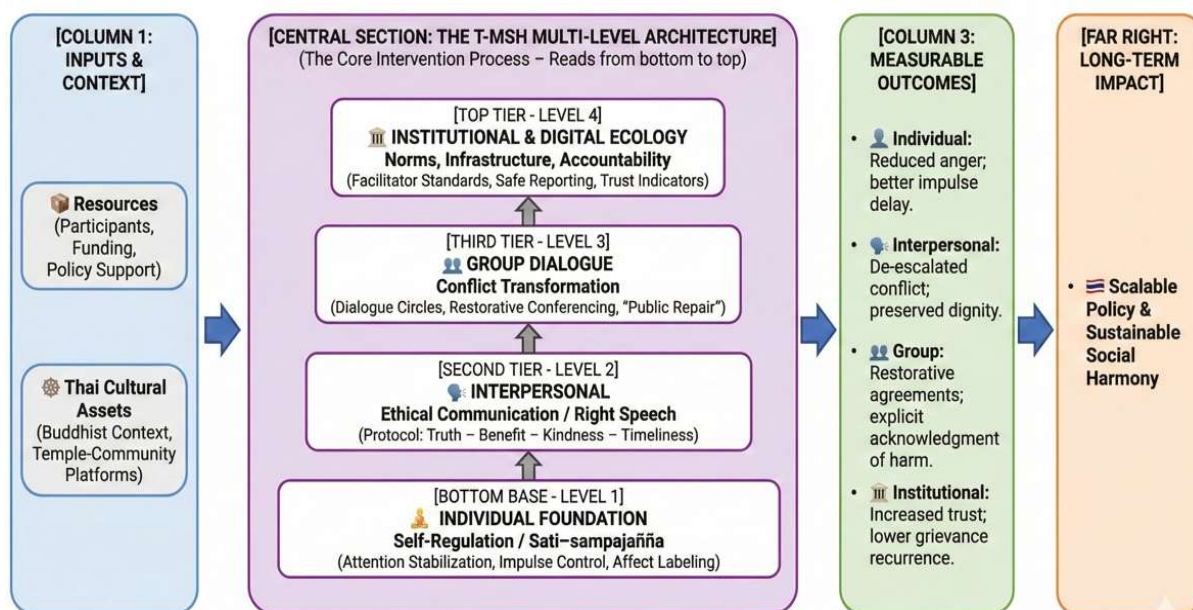 [COLUMN 1:
INPUTS &
CONTEXT]
Resources
(Participants,
Funding,
Policy Support)
Thai Cultural
Assets
(Buddhist Context,
Temple-Community
Platforms)
[CENTRAL SECTION: THE T-MSH MULTI-LEVEL ARCHITECTURE]
(The Core Intervention Process – Reads from bottom to top)
[TOP TIER - LEVEL 4]
INSTITUTIONAL & DIGITAL ECOLOGY
Norms, Infrastructure, Accountability
(Facilitator Standards, Safe Reporting, Trust Indicators)
[THIRD TIER - LEVEL 3]
GROUP DIALOGUE
Conflict Transformation
(Dialogue Circles, Restorative Conferencing, “Public Repair”)
[SECOND TIER - LEVEL 2]
INTERPERSONAL
Ethical Communication / Right Speech
(Protocol: Truth – Benefit – Kindness – Timeliness)
[BOTTOM BASE - LEVEL 1]
INDIVIDUAL FOUNDATION
Self-Regulation / Sati–sampajañña
(Attention Stabilization, Impulse Control, Affect Labeling)
[COLUMN 3:
MEASURABLE
OUTCOMES]
• Individual:
Reduced anger;
better impulse
delay.
• Interpersonal:
De-escalated
conflict;
preserved dignity.
• Group:
Restorative
agreements;
explicit
acknowledgment
of harm.
• Institutional:
Increased trust;
lower grievance
recurrence.
[FAR RIGHT:
LONG-TERM
IMPACT]
• Scalable
Policy &
Sustainable
Social
Harmony